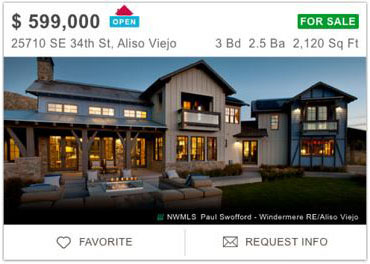 $ 599,000 OPEN FOR SALE
25710 SE 34th St, Aliso Viejo 3 Bd 2.5 Ba 2,120 Sq Ft
NWMLS Paul Swofford - Windermere RE/Aliso Viejo
FAVORITE REQUEST INFO